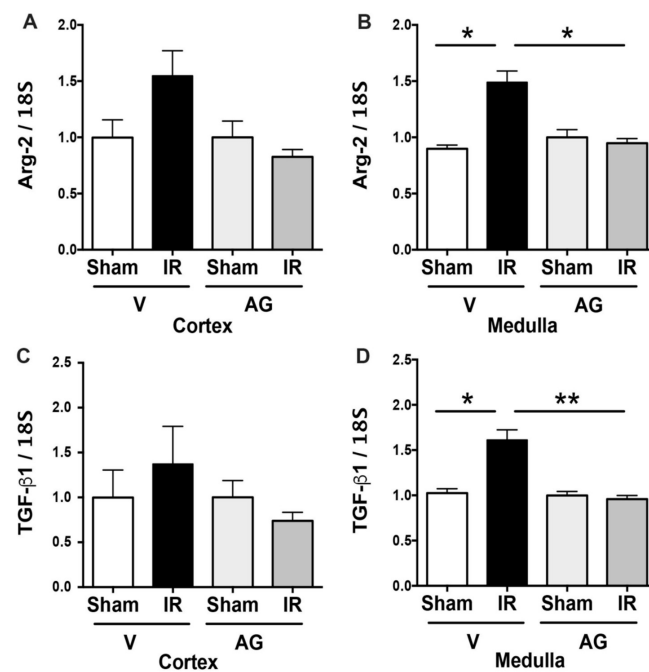 A
Arg-2 / 18S
2.0
1.5
1.0
0.5
0.0
Sham IR Sham IR
V AG
Cortex
B
* *
Arg-2 / 18S
2.0
1.5
1.0
0.5
0.0
Sham IR Sham IR
V AG
Medulla
C
TGF-β1 / 18S
2.5
2.0
1.5
1.0
0.5
0.0
Sham IR Sham IR
V AG
Cortex
D
* **
TGF-β1 / 18S
2.5
2.0
1.5
1.0
0.5
0.0
Sham IR Sham IR
V AG
Medulla